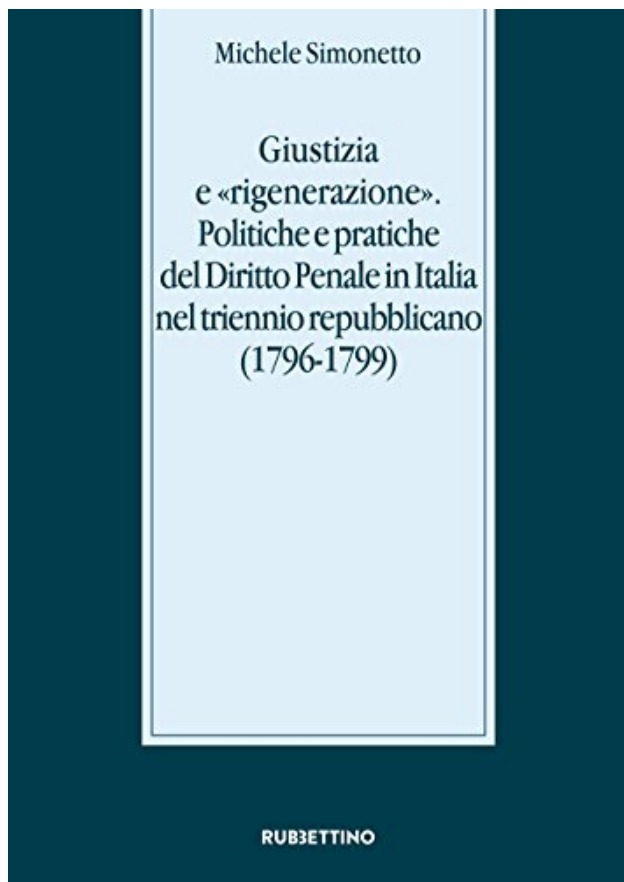 Michele Simonetto
Giustizia
e «rigenerazione».
Politiche e pratiche
del Diritto Penale in Italia
nel triennio repubblicano
(1796-1799)
RUBBETTINO